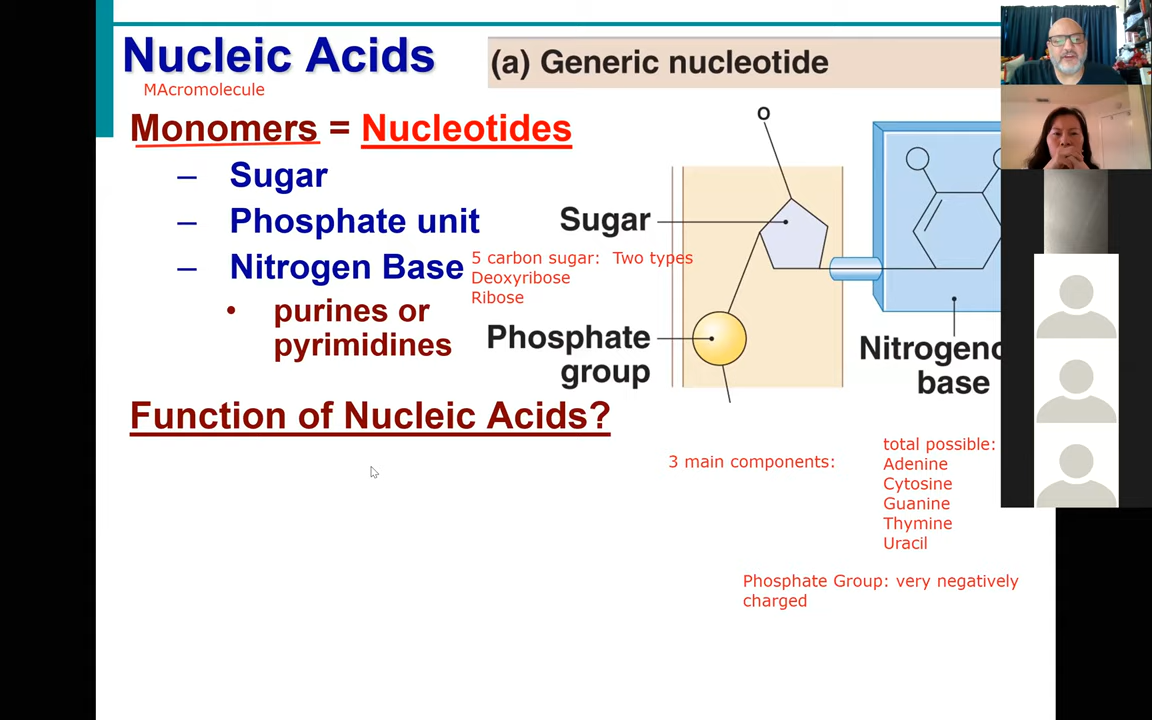 Nucleic Acids
MAcromolecule
(a) Generic nucleotide
Monomers = Nucleotides
– Sugar
– Phosphate unit
– Nitrogen Base
• purines or
pyrimidines
5 carbon sugar: Two types
Deoxyribose
Ribose
O
Sugar
Phosphate
group
Nitrogeno
base
Function of Nucleic Acids?
3 main components:
total possible:
Adenine
Cytosine
Guanine
Thymine
Uracil
Phosphate Group: very negatively
charged